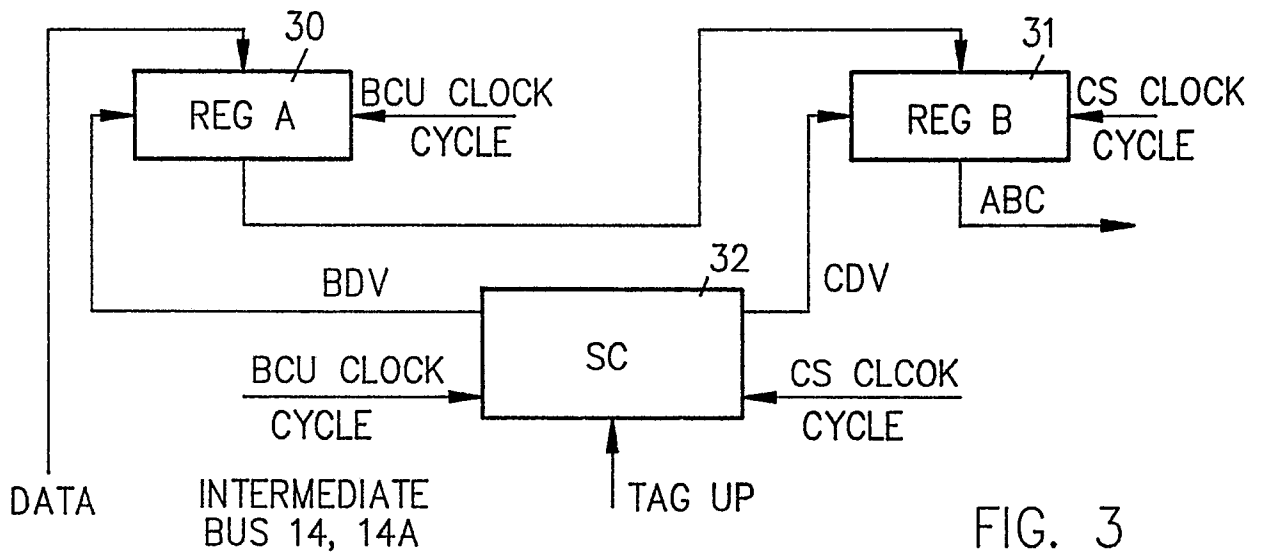 30
31
REG A
BCU CLOCK
CYCLE
REG B
CS CLOCK
CYCLE
ABC
32
BDV
CDV
SC
BCU CLOCK
CYCLE
CS CLCOK
CYCLE
DATA
INTERMEDIATE
BUS 14, 14A
TAG UP
FIG. 3